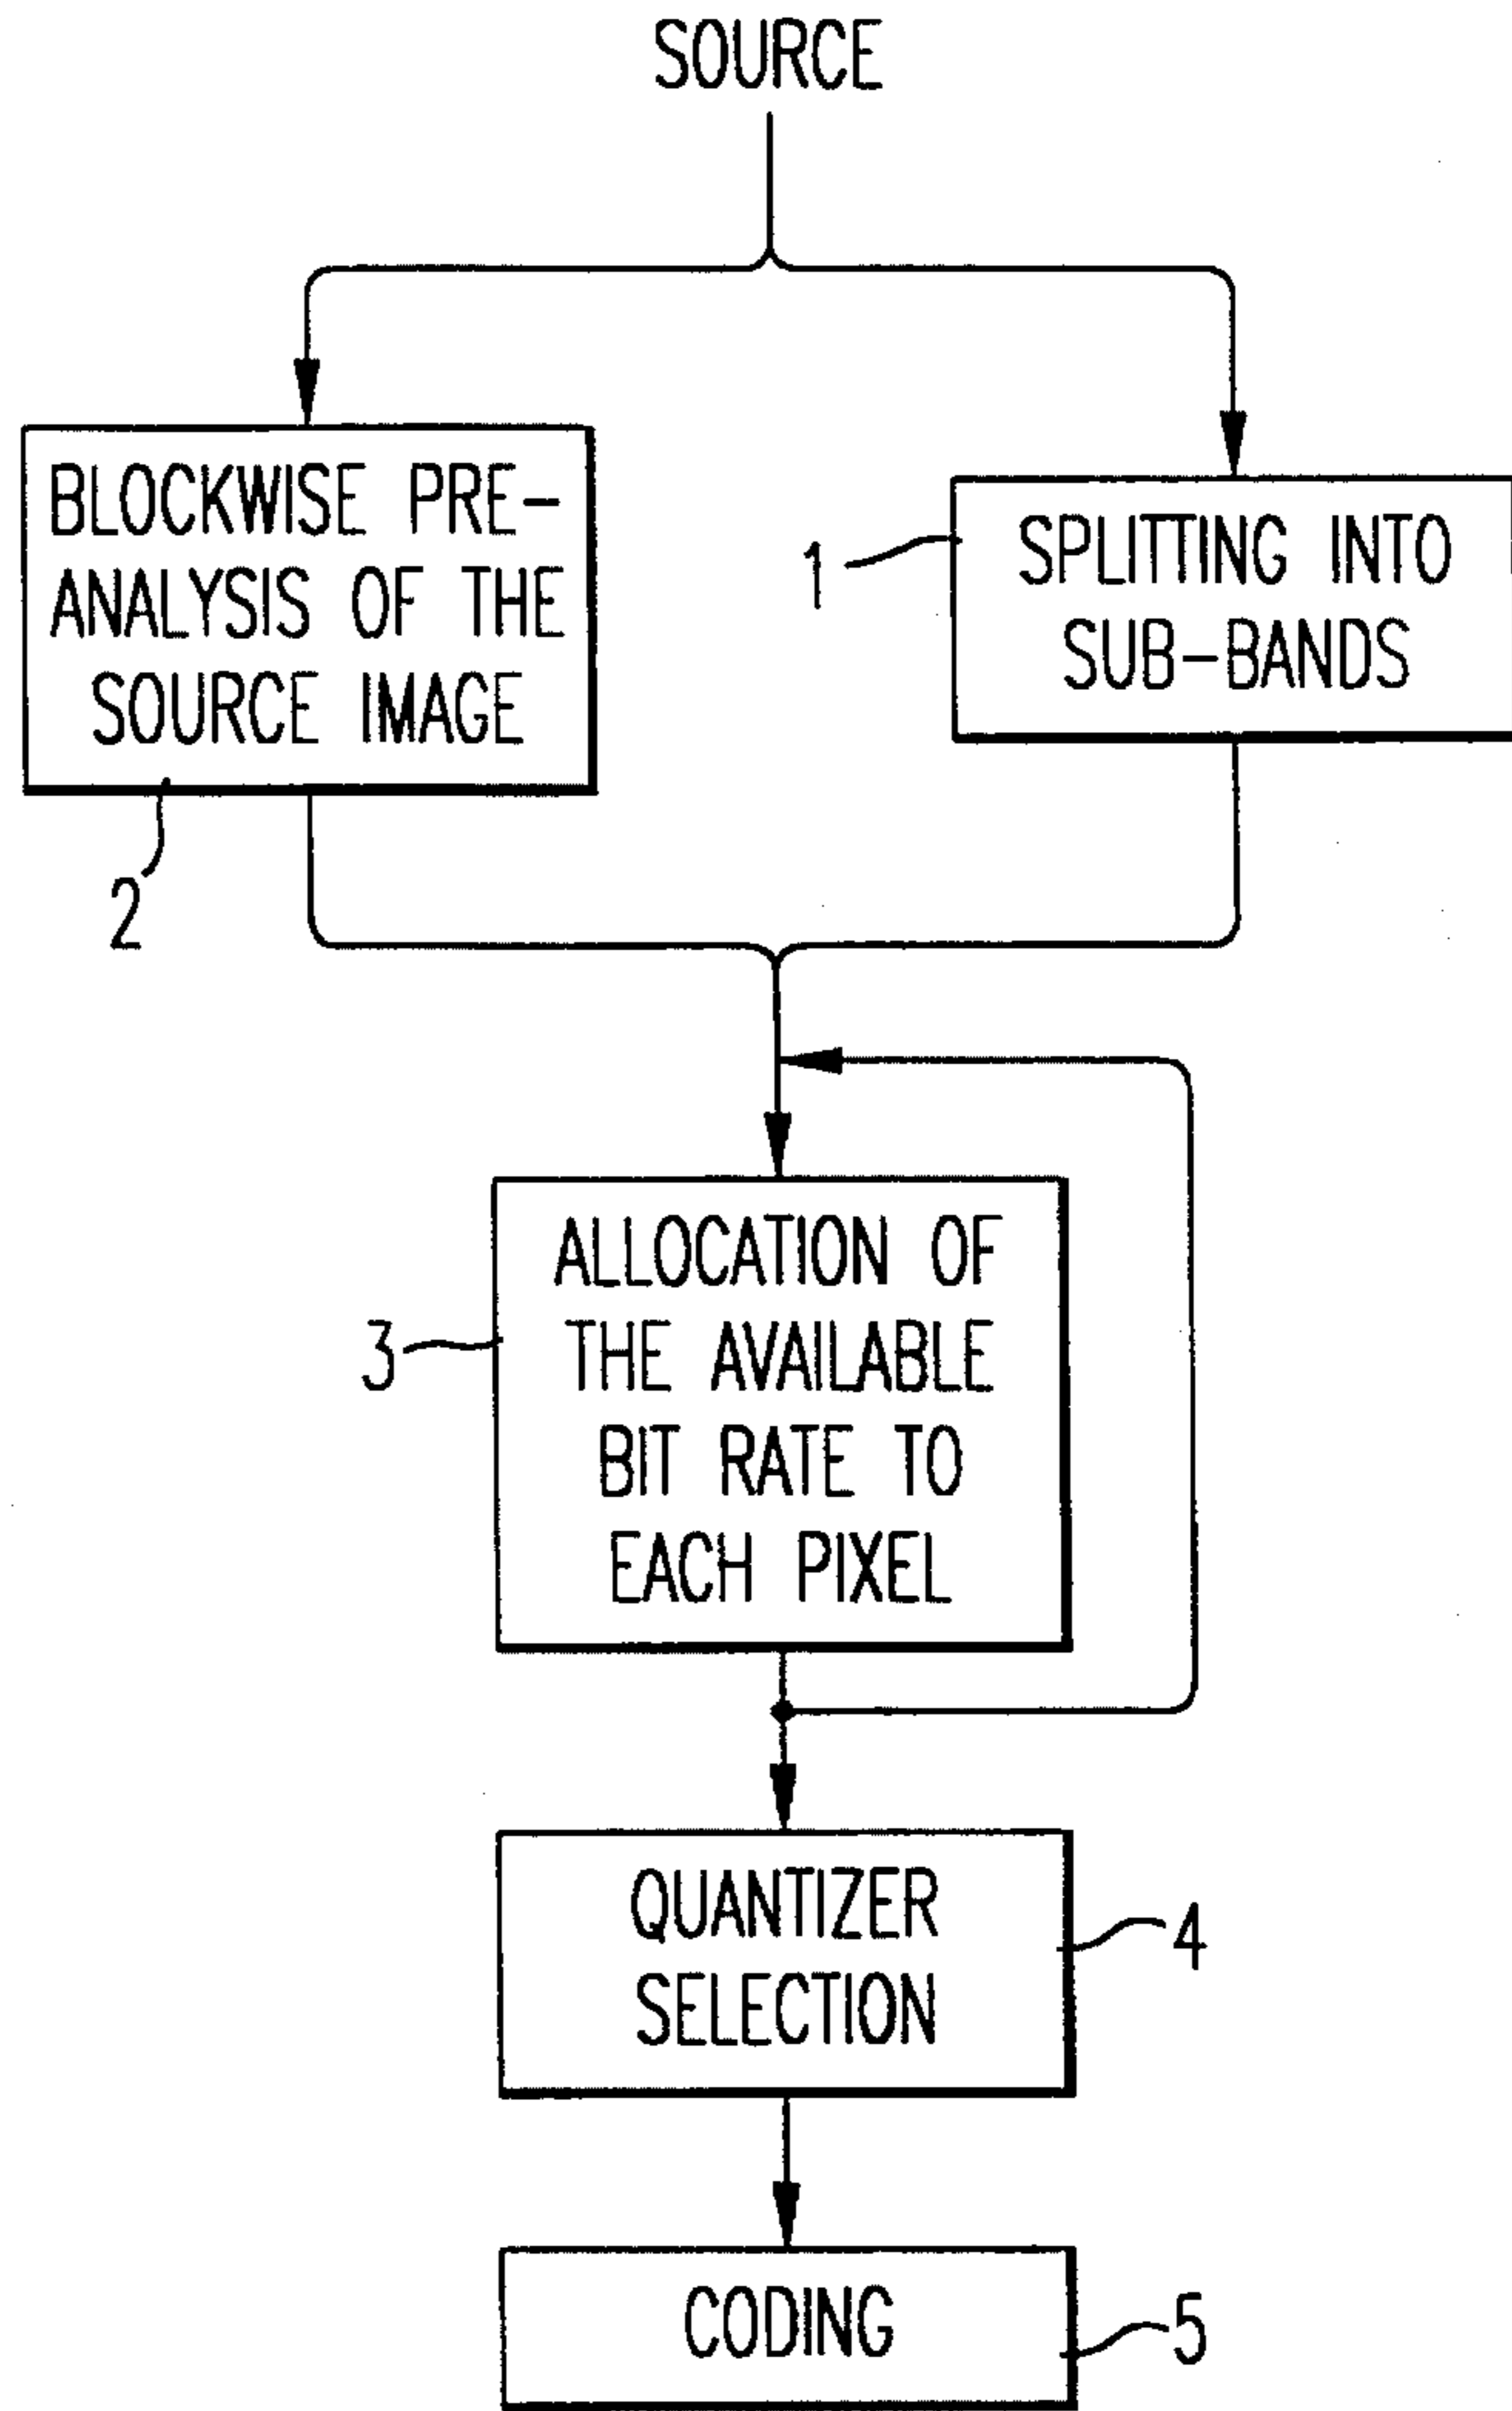 SOURCE
BLOCKWISE PRE-
ANALYSIS OF THE
SOURCE IMAGE
2
1
SPLITTING INTO
SUB-BANDS
3
ALLOCATION OF
THE AVAILABLE
BIT RATE TO
EACH PIXEL
QUANTIZER
SELECTION
4
CODING
5